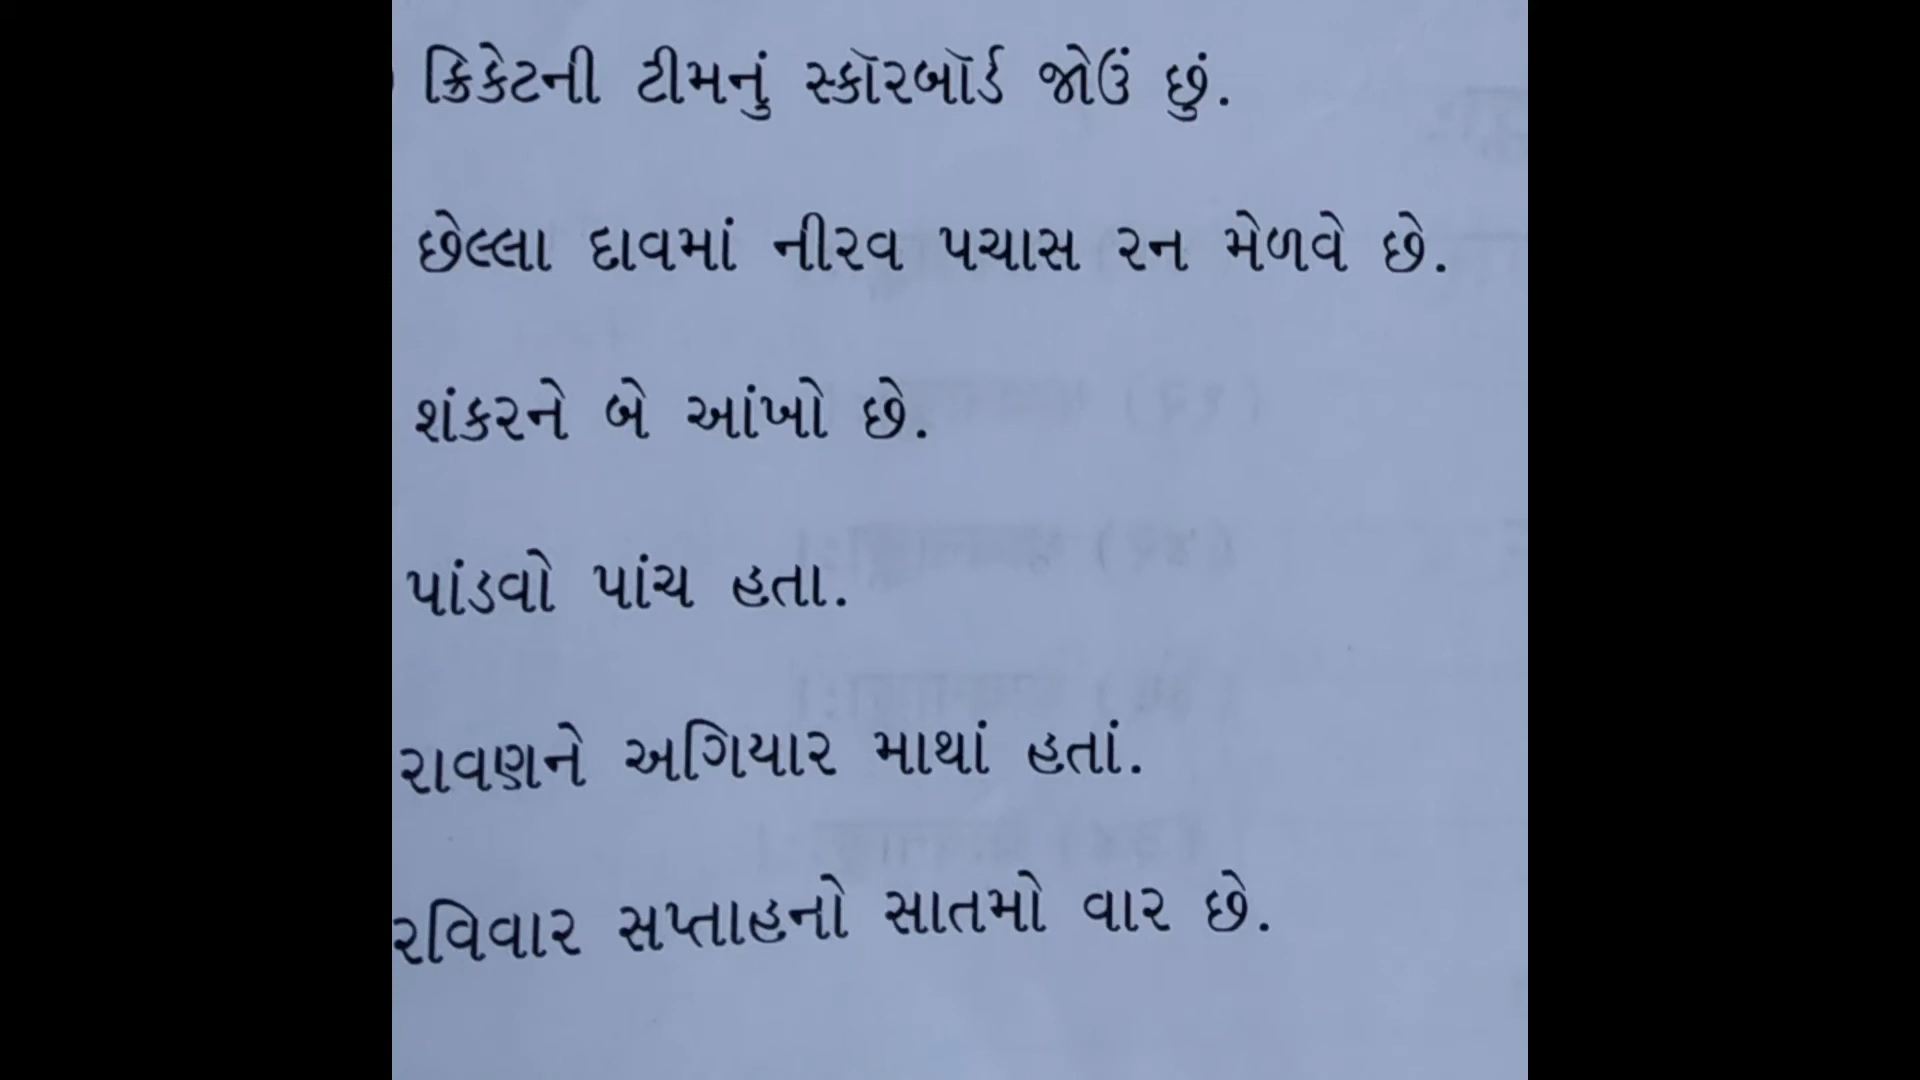 ક્રિકેટની ટીમનું સ્કૉરબૉર્ડ જોઉં છું.
છેલ્લા દાવમાં નીરવ પચાસ રન મેળવે છે.
શંકરને બે આંખો છે.
પાંડવો પાંચ હતા.
રાવણને અગિયાર માથાં હતાં.
રવિવાર સપ્તાહનો સાતમો વાર છે.